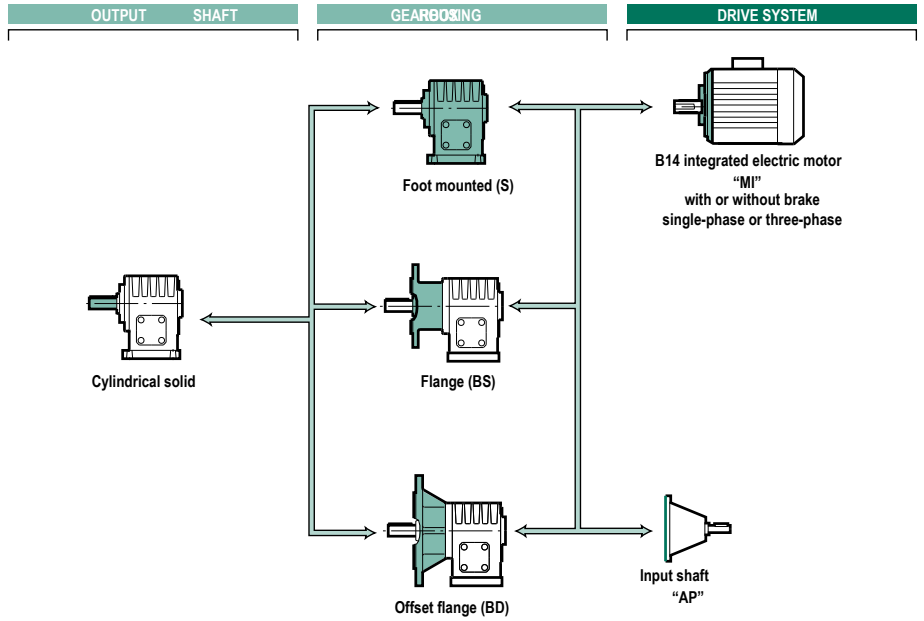 OUTPUT SHAFT
GEARBOX
DRIVE SYSTEM
Foot mounted (S)
B14 integrated electric motor
“MI”
with or without brake
single-phase or three-phase
Cylindrical solid
Flange (BS)
Input shaft
“AP”
Offset flange (BD)